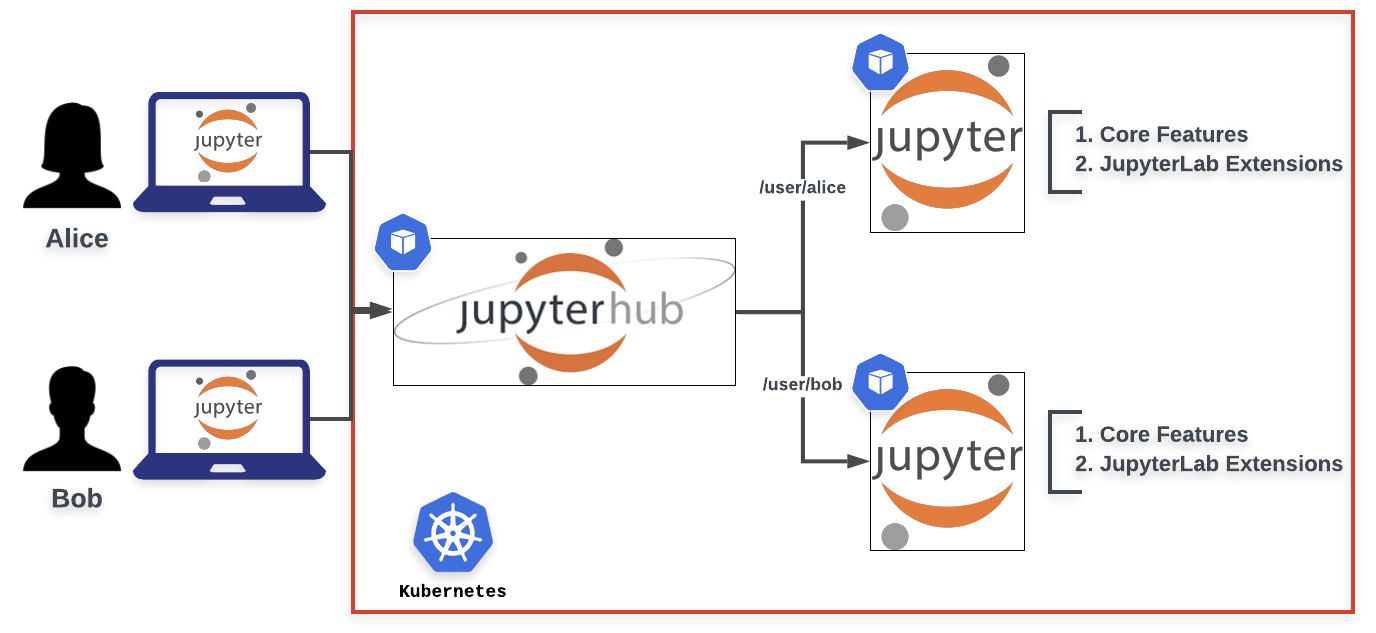 jupyter
Alice
jupyter
Bob
jupyterhub
Kubernetes
/user/alice
/user/bob
jupyter
1. Core Features
2. JupyterLab Extensions
jupyter
1. Core Features
2. JupyterLab Extensions